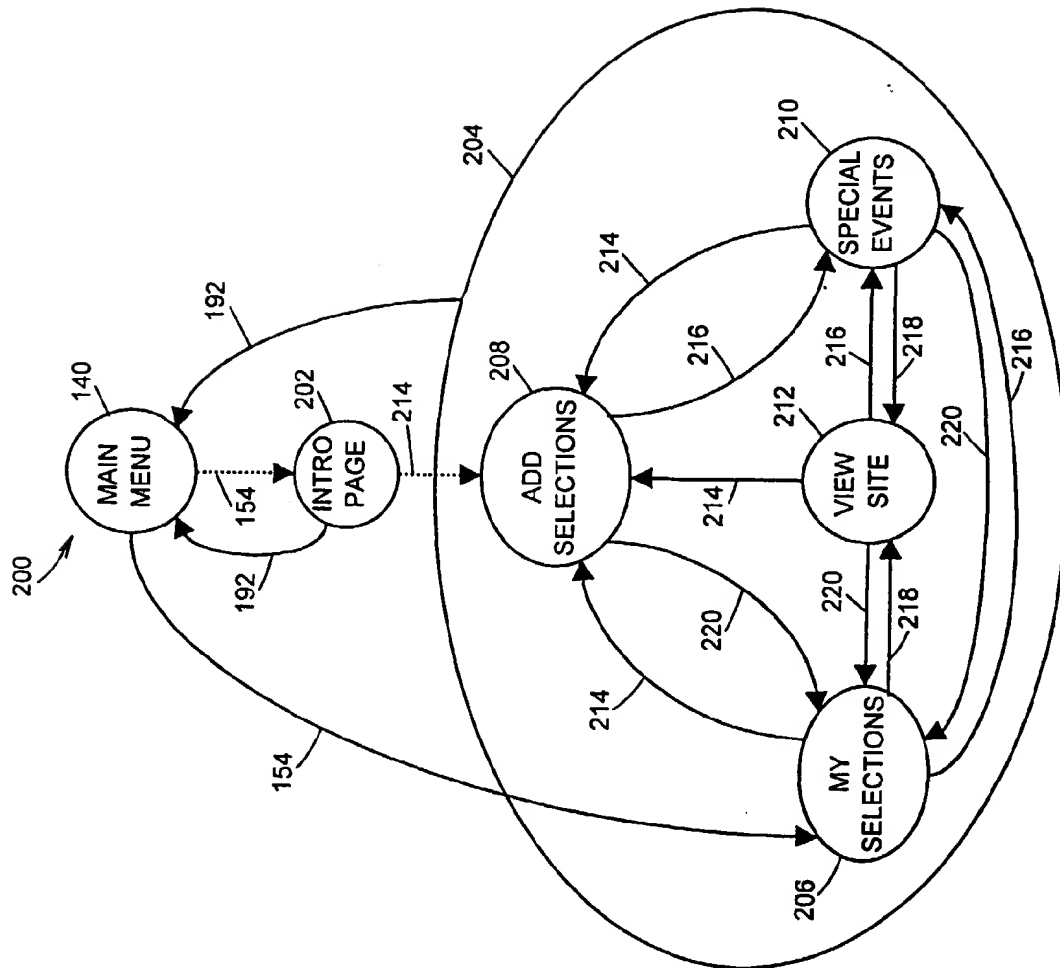 200
140
MAIN
MENU
192
154
202
INTRO
PAGE
192
214
204
154
208
ADD
SELECTIONS
214
216
214
220
214
210
SPECIAL
EVENTS
212
VIEW
SITE
216
218
220
218
206
MY
SELECTIONS
220
216